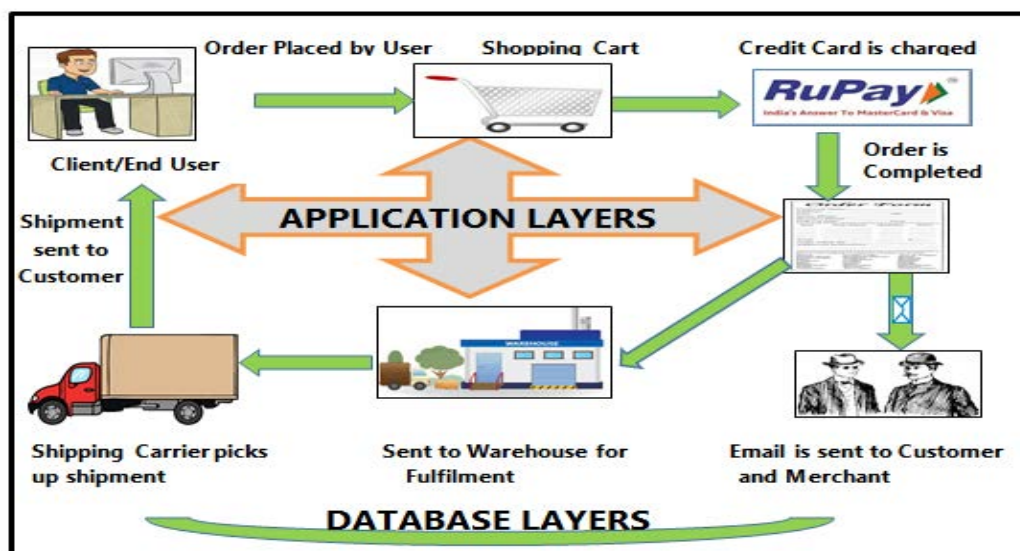 Order Placed by User
Shopping Cart
Credit Card is charged
RuPay
India's Answer To MasterCard & Visa
Client/End User
Order is
Completed
Shipment
sent to
Customer
APPLICATION LAYERS
Order Form
WAREHOUSE
Shipping Carrier picks
up shipment
Sent to Warehouse for
Fulfilment
Email is sent to Customer
and Merchant
DATABASE LAYERS